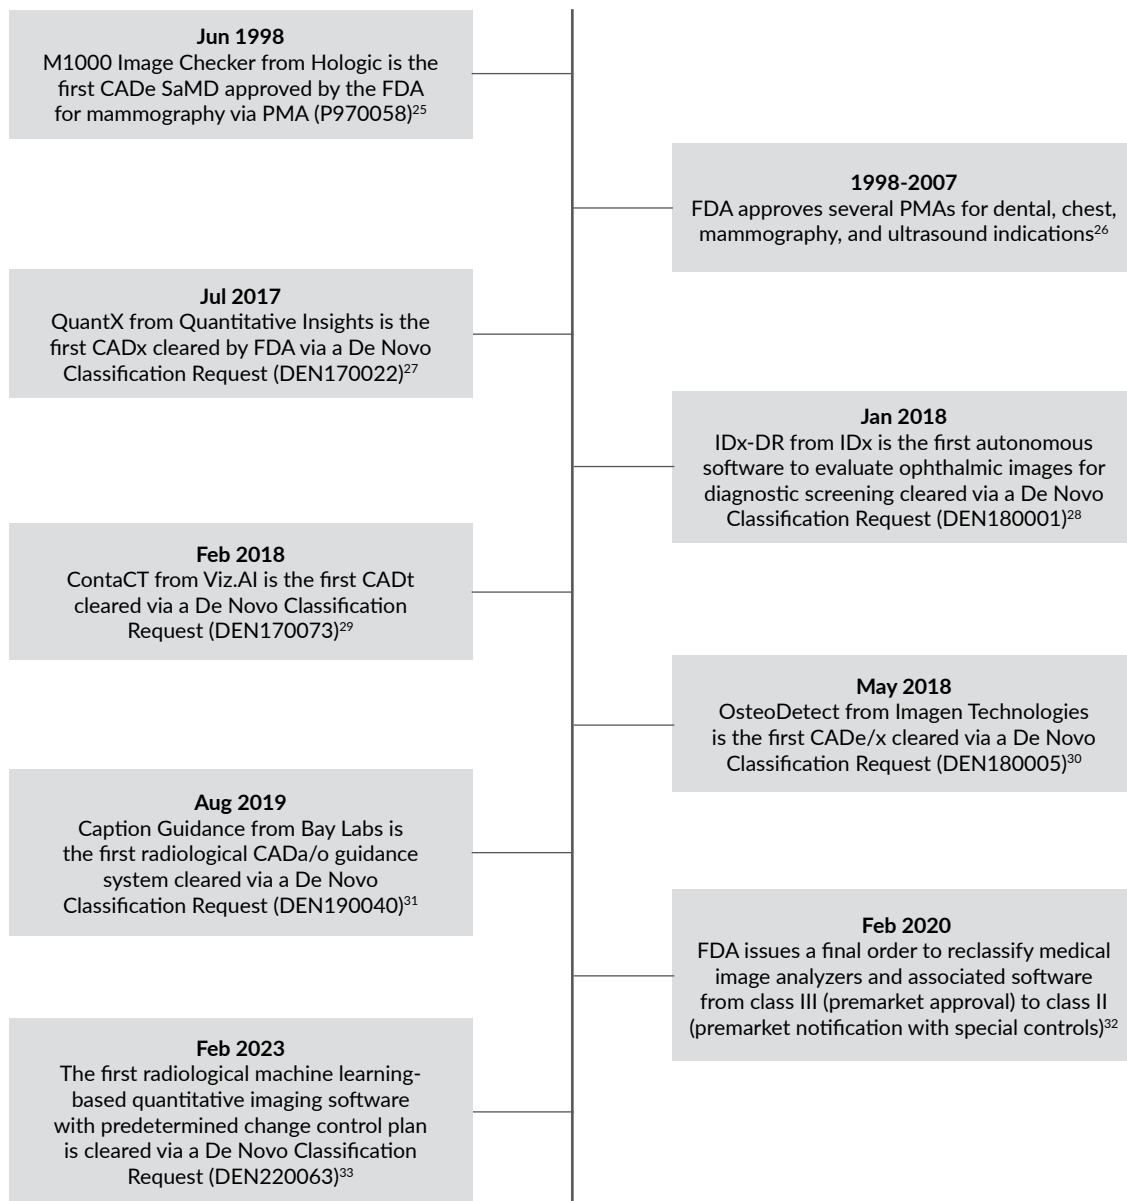 Jun 1998
M1000 Image Checker from Hologic is the
first CADe SaMD approved by the FDA
for mammography via PMA (P970058)25
1998-2007
FDA approves several PMAs for dental, chest,
mammography, and ultrasound indications26
Jul 2017
QuantX from Quantitative Insights is the
first CADx cleared by FDA via a De Novo
Classification Request (DEN170022)27
Jan 2018
IDx-DR from IDx is the first autonomous
software to evaluate ophthalmic images for
diagnostic screening cleared via a De Novo
Classification Request (DEN180001)28
Feb 2018
ContaCT from Viz.AI is the first CADt
cleared via a De Novo Classification
Request (DEN170073)29
May 2018
OsteoDetect from Imagen Technologies
is the first CADe/x cleared via a De Novo
Classification Request (DEN180005)30
Aug 2019
Caption Guidance from Bay Labs is
the first radiological CADa/o guidance
system cleared via a De Novo
Classification Request (DEN190040)31
Feb 2020
FDA issues a final order to reclassify medical
image analyzers and associated software
from class III (premarket approval) to class II
(premarket notification with special controls)32
Feb 2023
The first radiological machine learning-
based quantitative imaging software
with predetermined change control plan
is cleared via a De Novo Classification
Request (DEN220063)33